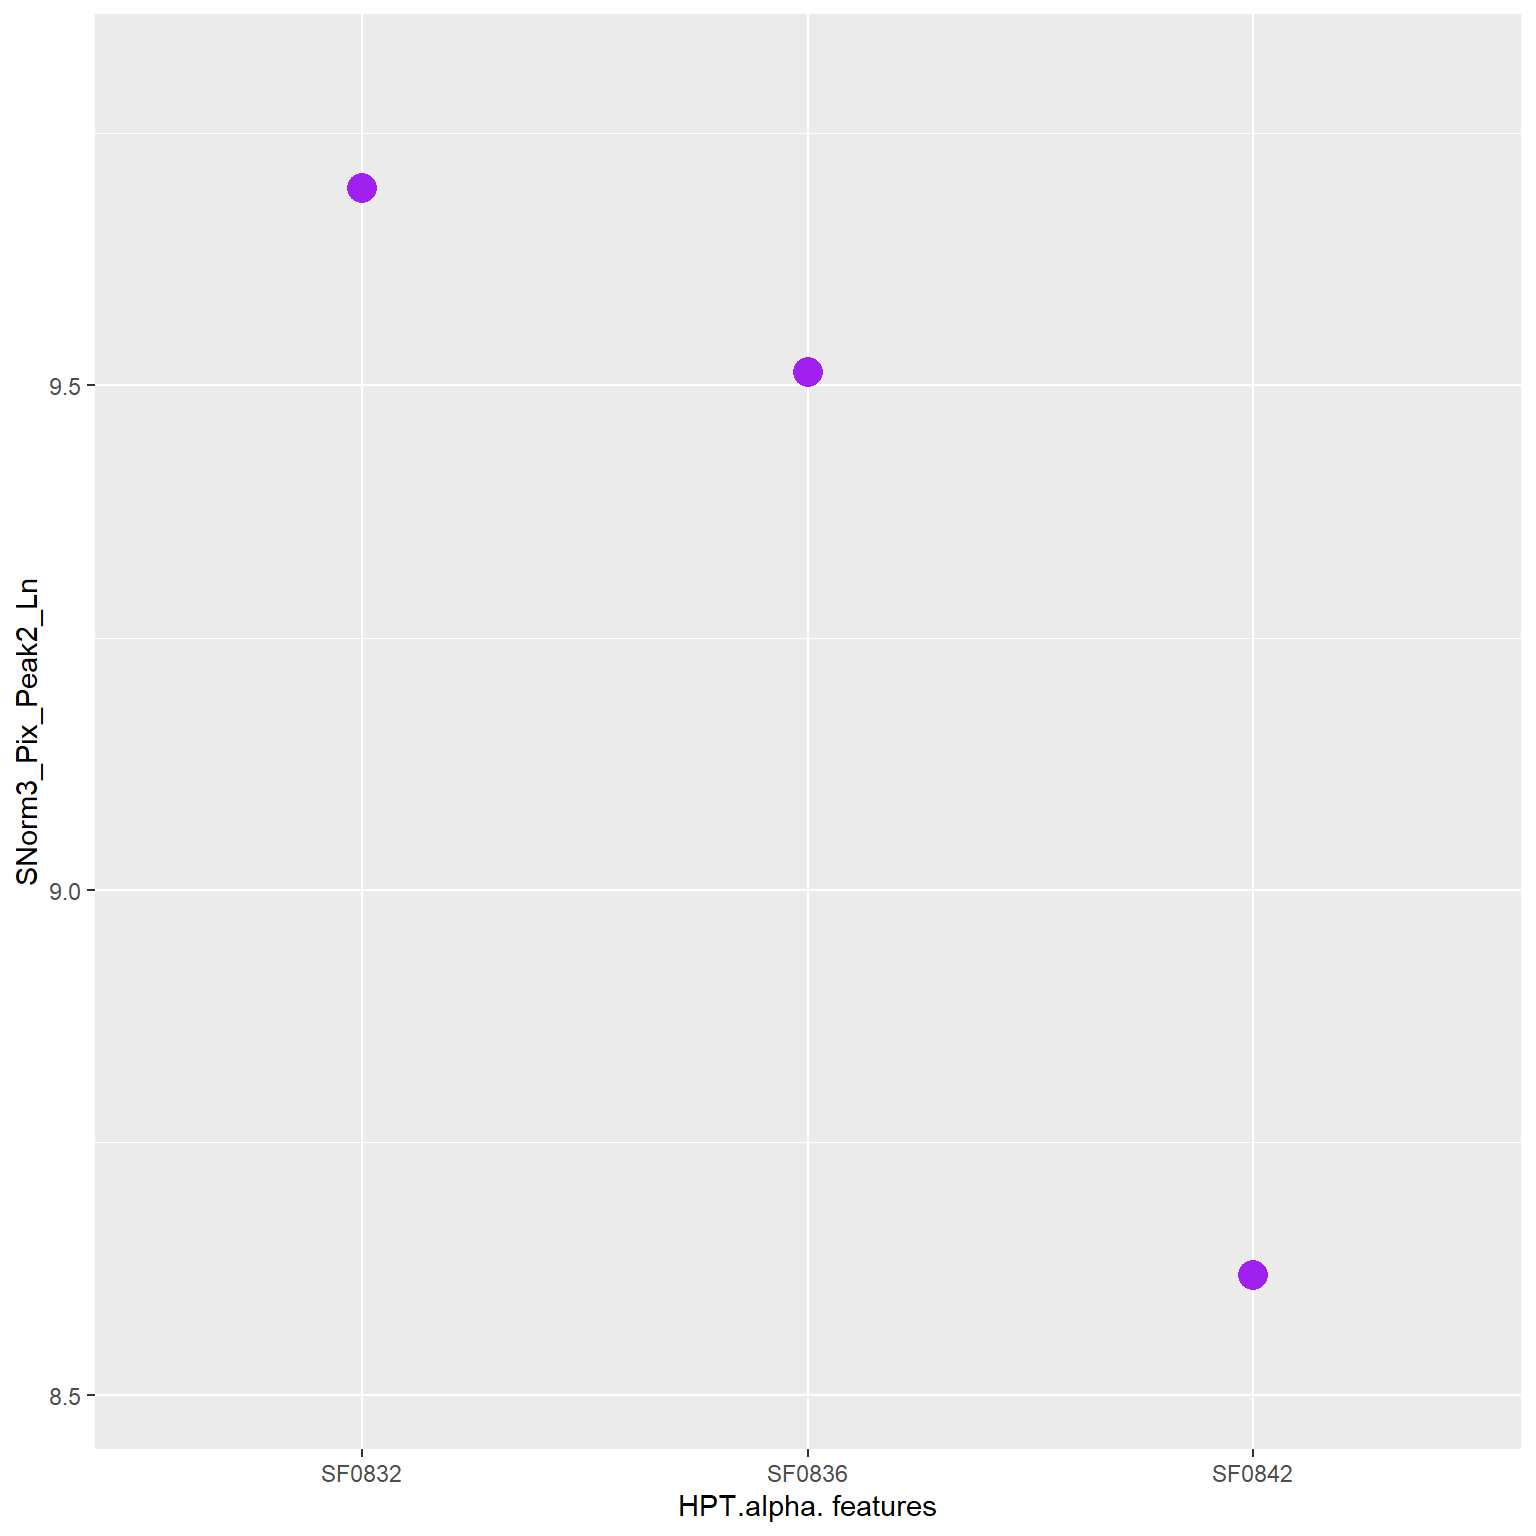 SNorm3_Pix_Peak2_Ln
9.5
9.0
8.5
SF0832 SF0836 SF0842
HPT.alpha. features